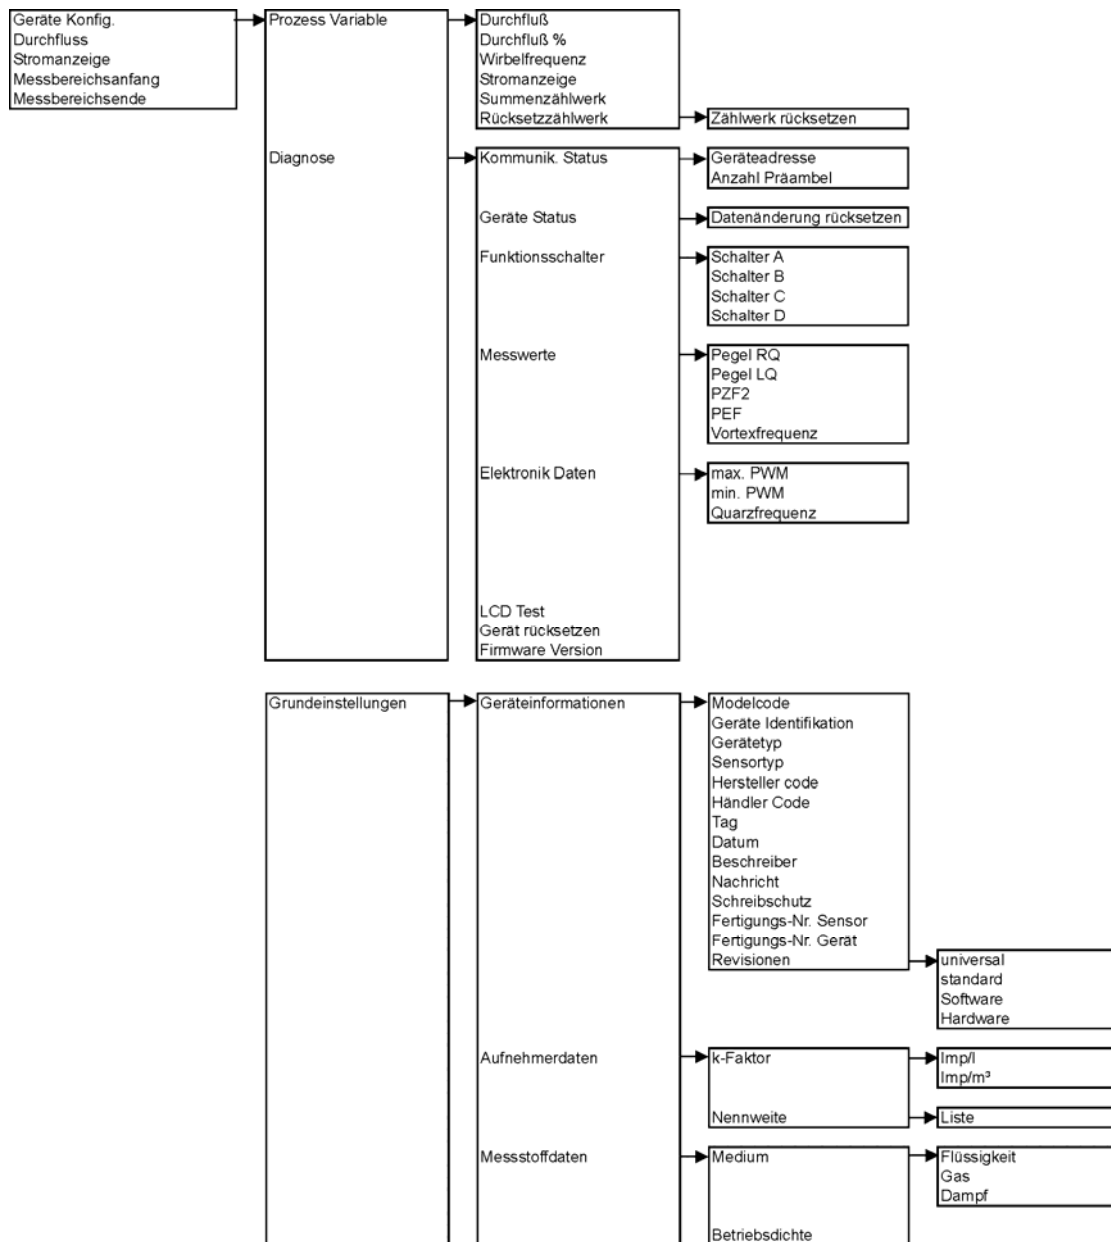 Geräte Konfig.
Durchfluss
Stromanzeige
Messbereichsanfang
Messbereichsende
Prozess Variable
Durchfluß
Durchfluß %
Wirbelfrequenz
Stromanzeige
Summenzählwerk
Rücksetzzählwerk
Zählwerk rücksetzen
Diagnose
Kommunik. Status
Geräteadresse
Anzahl Präambel
Geräte Status
Datenänderung rücksetzen
Funktionsschalter
Schalter A
Schalter B
Schalter C
Schalter D
Messwerte
Pegel RQ
Pegel LQ
PZF2
PEF
Vortexfrequenz
Elektronik Daten
max. PWM
min. PWM
Quarzfrequenz
LCD Test
Gerät rücksetzen
Firmware Version
Grundeinstellungen
Geräteinformationen
Modelcode
Geräte Identifikation
Gerätetyp
Sensortyp
Hersteller code
Händler Code
Tag
Datum
Beschreiber
Nachricht
Schreibschutz
Fertigungs-Nr. Sensor
Fertigungs-Nr. Gerät
Revisionen
universal
standard
Software
Hardware
Aufnehmerdaten
k-Faktor
Imp/l
Imp/m³
Nennweite
Liste
Messstoffdaten
Medium
Flüssigkeit
Gas
Dampf
Betriebsdichte